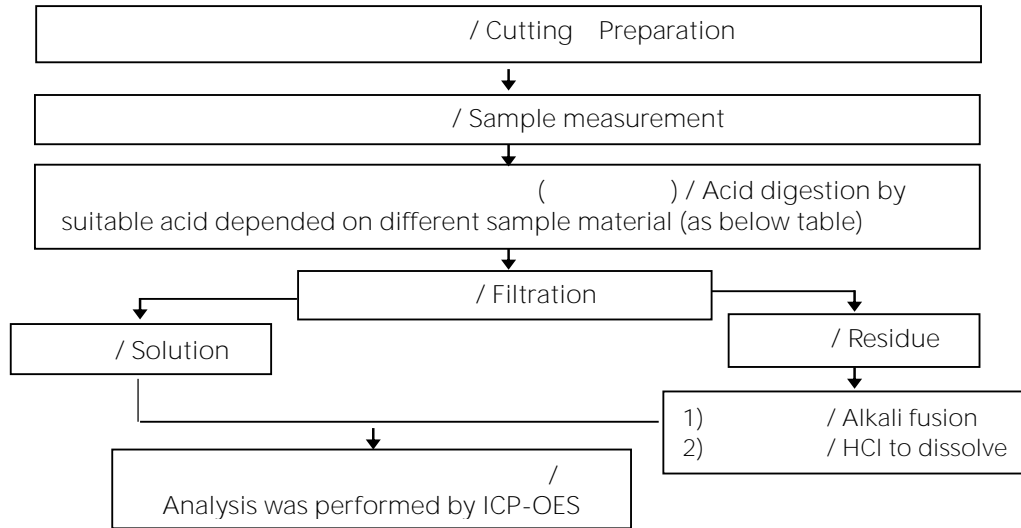 / Cutting Preparation
/ Sample measurement
( ) / Acid digestion by
suitable acid depended on different sample material (as below table)
/ Filtration
/ Solution
/ Residue
1) / Alkali fusion
2) / HCl to dissolve
/
Analysis was performed by ICP-OES